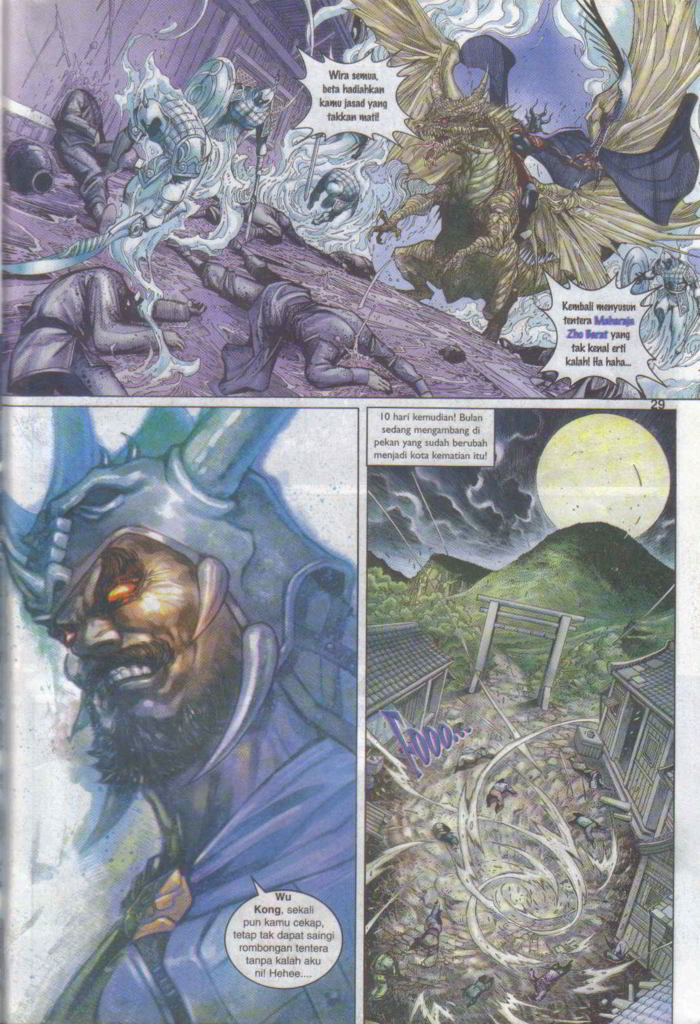 Wira semua,
beta hadiahkan
kamu jasad yang
takkan mati!
Kembali menyusun
tentera Maharaja
Zho Barat yang
tak kenal erti
kalah! Ha haha...
29
10 hari kemudian! Bulan
sedang mengambang di
pekan yang sudah berubah
menjadi kota kematian itu!
Fooo...
Wu
Kong, sekali
pun kamu cekap,
tetap tak dapat saingi
rombongan tentera
tanpa kalah aku
ni! Hehee....